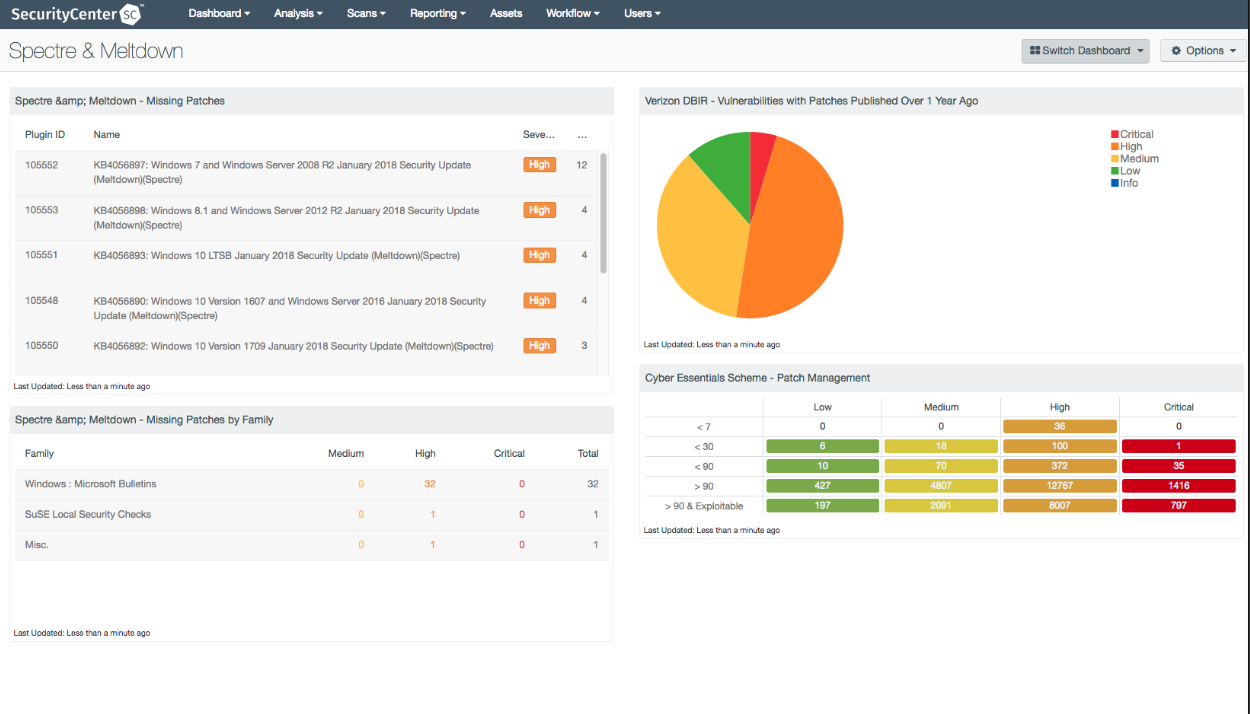 SecurityCenter SC™ Dashboard Analysis Scans Reporting Assets Workflow Users
Spectre & Meltdown
Switch Dashboard Options
Spectre &amp; Meltdown - Missing Patches
Plugin ID Name Seve... ...
105552 KB4056897: Windows 7 and Windows Server 2008 R2 January 2018 Security Update High 12
(Meltdown)(Spectre)
105553 KB4056898: Windows 8.1 and Windows Server 2012 R2 January 2018 Security Update High 4
(Meltdown)(Spectre)
105551 KB4056893: Windows 10 LTSB January 2018 Security Update (Meltdown)(Spectre) High 4
105548 KB4056890: Windows 10 Version 1607 and Windows Server 2016 January 2018 Security High 4
Update (Meltdown)(Spectre)
105550 KB4056892: Windows 10 Version 1709 January 2018 Security Update (Meltdown)(Spectre) High 3
Last Updated: Less than a minute ago
Spectre &amp; Meltdown - Missing Patches by Family
Family Medium High Critical Total
Windows : Microsoft Bulletins 0 32 0 32
SuSE Local Security Checks 0 1 0 1
Misc. 0 1 0 1
Last Updated: Less than a minute ago
Verizon DBIR - Vulnerabilities with Patches Published Over 1 Year Ago
Critical
High
Medium
Low
Info
Last Updated: Less than a minute ago
Cyber Essentials Scheme - Patch Management
Low Medium High Critical
< 7 0 0 36 0
< 30 6 18 100 1
< 90 10 70 372 35
> 90 427 4807 12767 1416
> 90 & Exploitable 197 2091 8007 797
Last Updated: Less than a minute ago